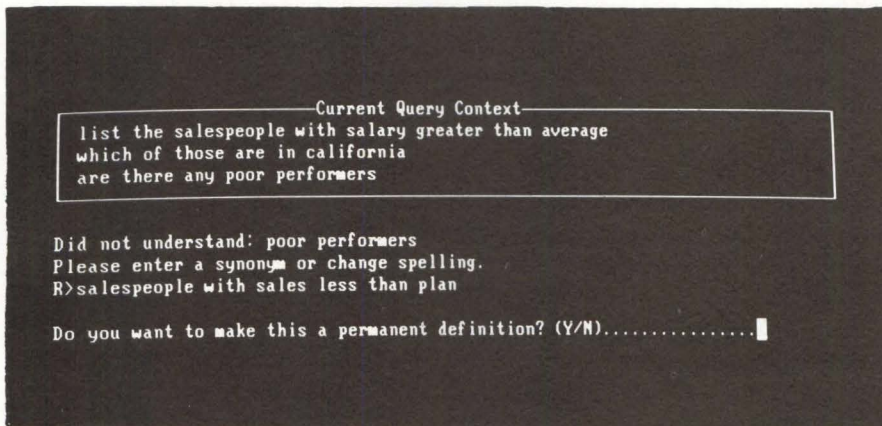 Current Query Context
list the salespeople with salary greater than average
which of those are in california
are there any poor performers
Did not understand: poor performers
Please enter a synonym or change spelling.
R>salespeople with sales less than plan
Do you want to make this a permanent definition? (Y/N)................